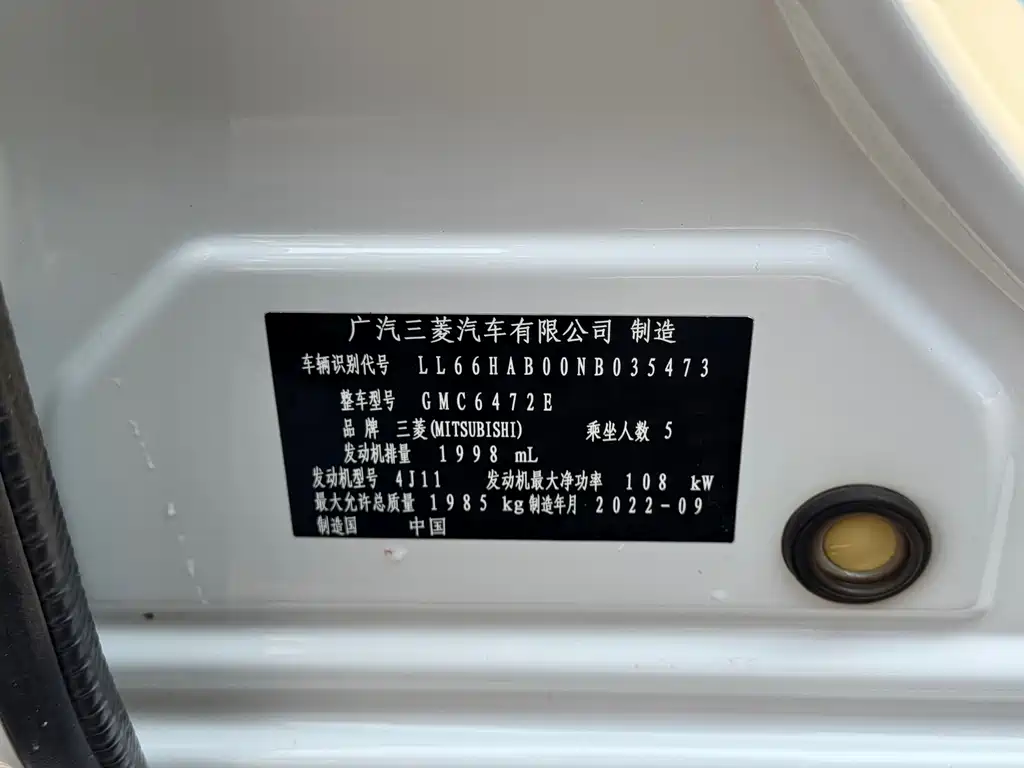 广汽三菱汽车有限公司 制造
车辆识别代号 LL66HAB00NB035473
整车型号 GMC6472E
品 牌 三菱(MITSUBISHI) 乘坐人数 5
发动机排量 1998 mL
发动机型号 4J11 发动机最大净功率 108 kW
最大允许总质量 1985 kg 制造年月 2022-09
制造国 中国